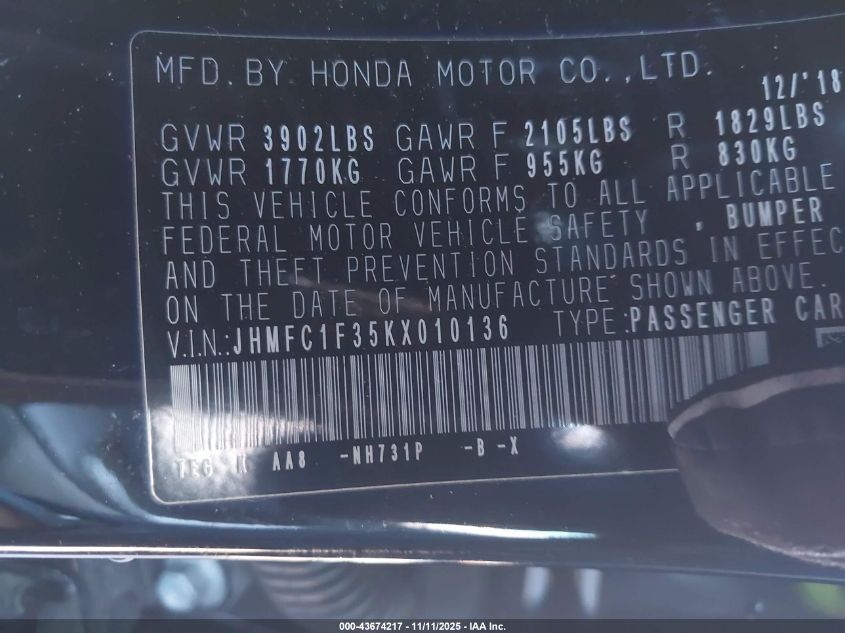 MFD. BY HONDA MOTOR CO.,LTD.
12/'18
GVWR 3902LBS GAWR F 2105LBS R 1829LBS
GVWR 1770KG GAWR F 955KG R 830KG
THIS VEHICLE CONFORMS TO ALL APPLICABLE
FEDERAL MOTOR VEHICLE SAFETY , BUMPER
AND THEFT PREVENTION STANDARDS IN EFFEC
ON THE DATE OF MANUFACTURE SHOWN ABOVE.
V.I.N.:JHMFC1F35KX010136 TYPE:PASSENGER CAR
AA8 -NH731P -B -X
000-43674217 - 11/11/2025 - IAA Inc.